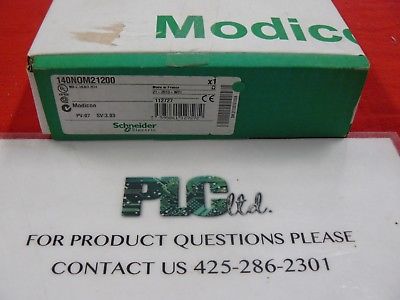 Modicon
140NOM21200
x1
Made in France
Modicon
112727
PV:07 SV:3.03
Schneider
Electric
PLC ltd.
FOR PRODUCT QUESTIONS PLEASE
CONTACT US 425-286-2301